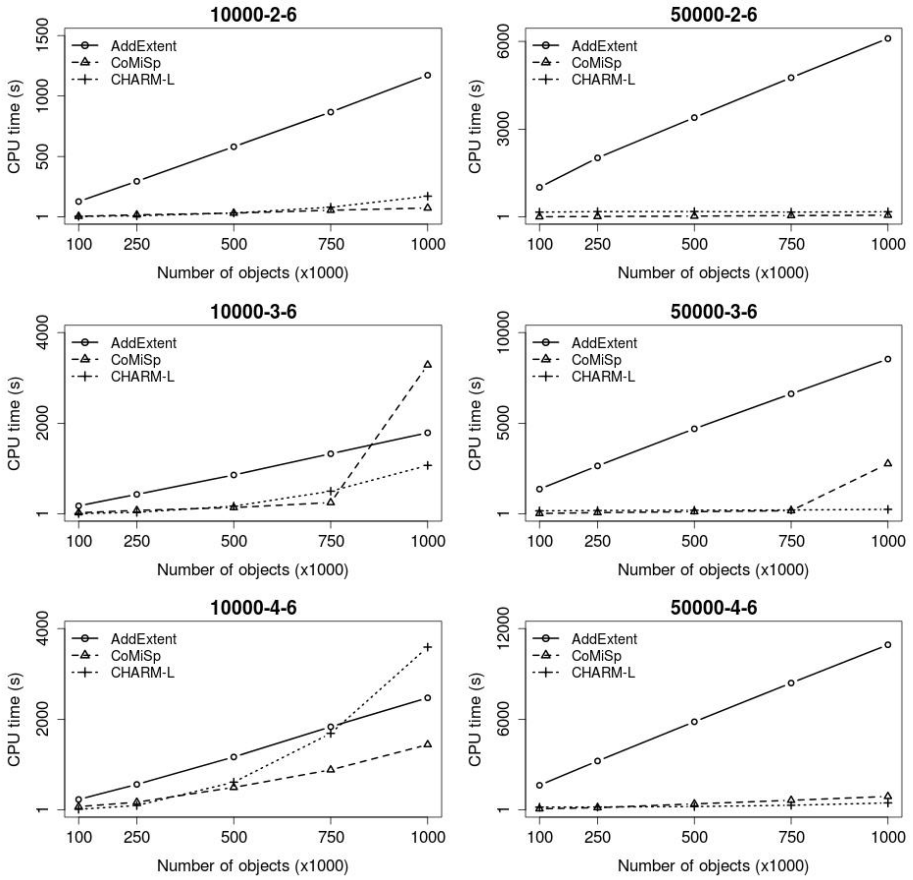 10000-2-6
CPU time (s)
1500
1000
500
1
AddExtent
CoMiSp
CHARM-L
100 250 500 750 1000
Number of objects (x1000)
50000-2-6
CPU time (s)
6000
3000
1
AddExtent
CoMiSp
CHARM-L
100 250 500 750 1000
Number of objects (x1000)
10000-3-6
CPU time (s)
4000
2000
1
AddExtent
CoMiSp
CHARM-L
100 250 500 750 1000
Number of objects (x1000)
50000-3-6
CPU time (s)
10000
5000
1
AddExtent
CoMiSp
CHARM-L
100 250 500 750 1000
Number of objects (x1000)
10000-4-6
CPU time (s)
4000
2000
1
AddExtent
CoMiSp
CHARM-L
100 250 500 750 1000
Number of objects (x1000)
50000-4-6
CPU time (s)
12000
6000
1
AddExtent
CoMiSp
CHARM-L
100 250 500 750 1000
Number of objects (x1000)